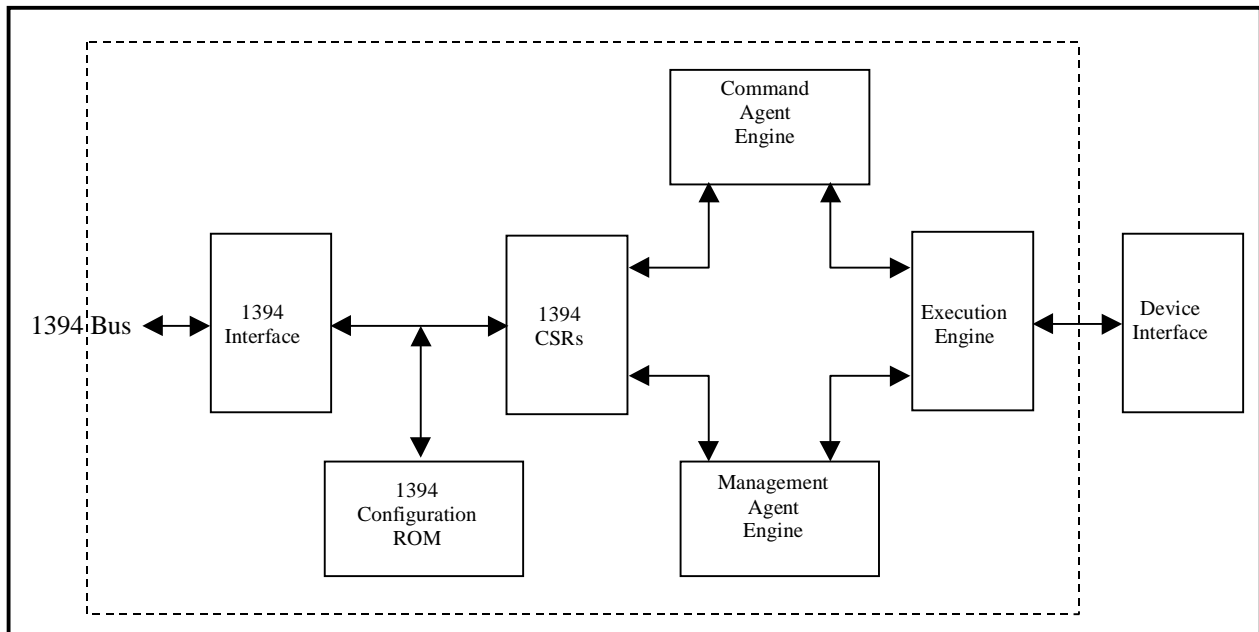 Command
Agent
Engine
1394 Bus
1394
Interface
1394
CSRs
Execution
Engine
Device
Interface
1394
Configuration
ROM
Management
Agent
Engine